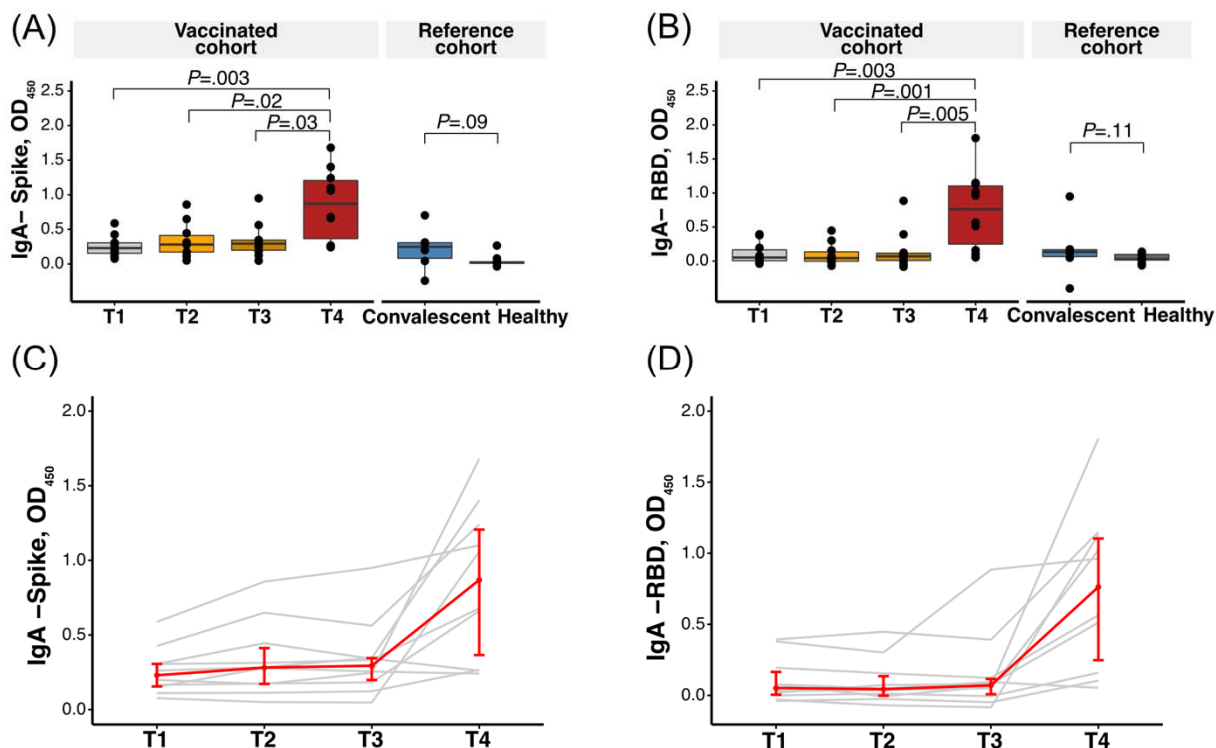 (A)
Vaccinated
cohort
Reference
cohort
IgA− Spike, OD450
2.5
2.0
1.5
1.0
0.5
0.0
P=.003
P=.02
P=.03
P=.09
T1 T2 T3 T4 Convalescent Healthy
(B)
Vaccinated
cohort
Reference
cohort
IgA− RBD, OD450
2.5
2.0
1.5
1.0
0.5
0.0
P=.003
P=.001
P=.005
P=.11
T1 T2 T3 T4 Convalescent Healthy
(C)
IgA −Spike, OD450
2.0
1.5
1.0
0.5
0.0
T1 T2 T3 T4
(D)
IgA −RBD, OD450
2.0
1.5
1.0
0.5
0.0
T1 T2 T3 T4